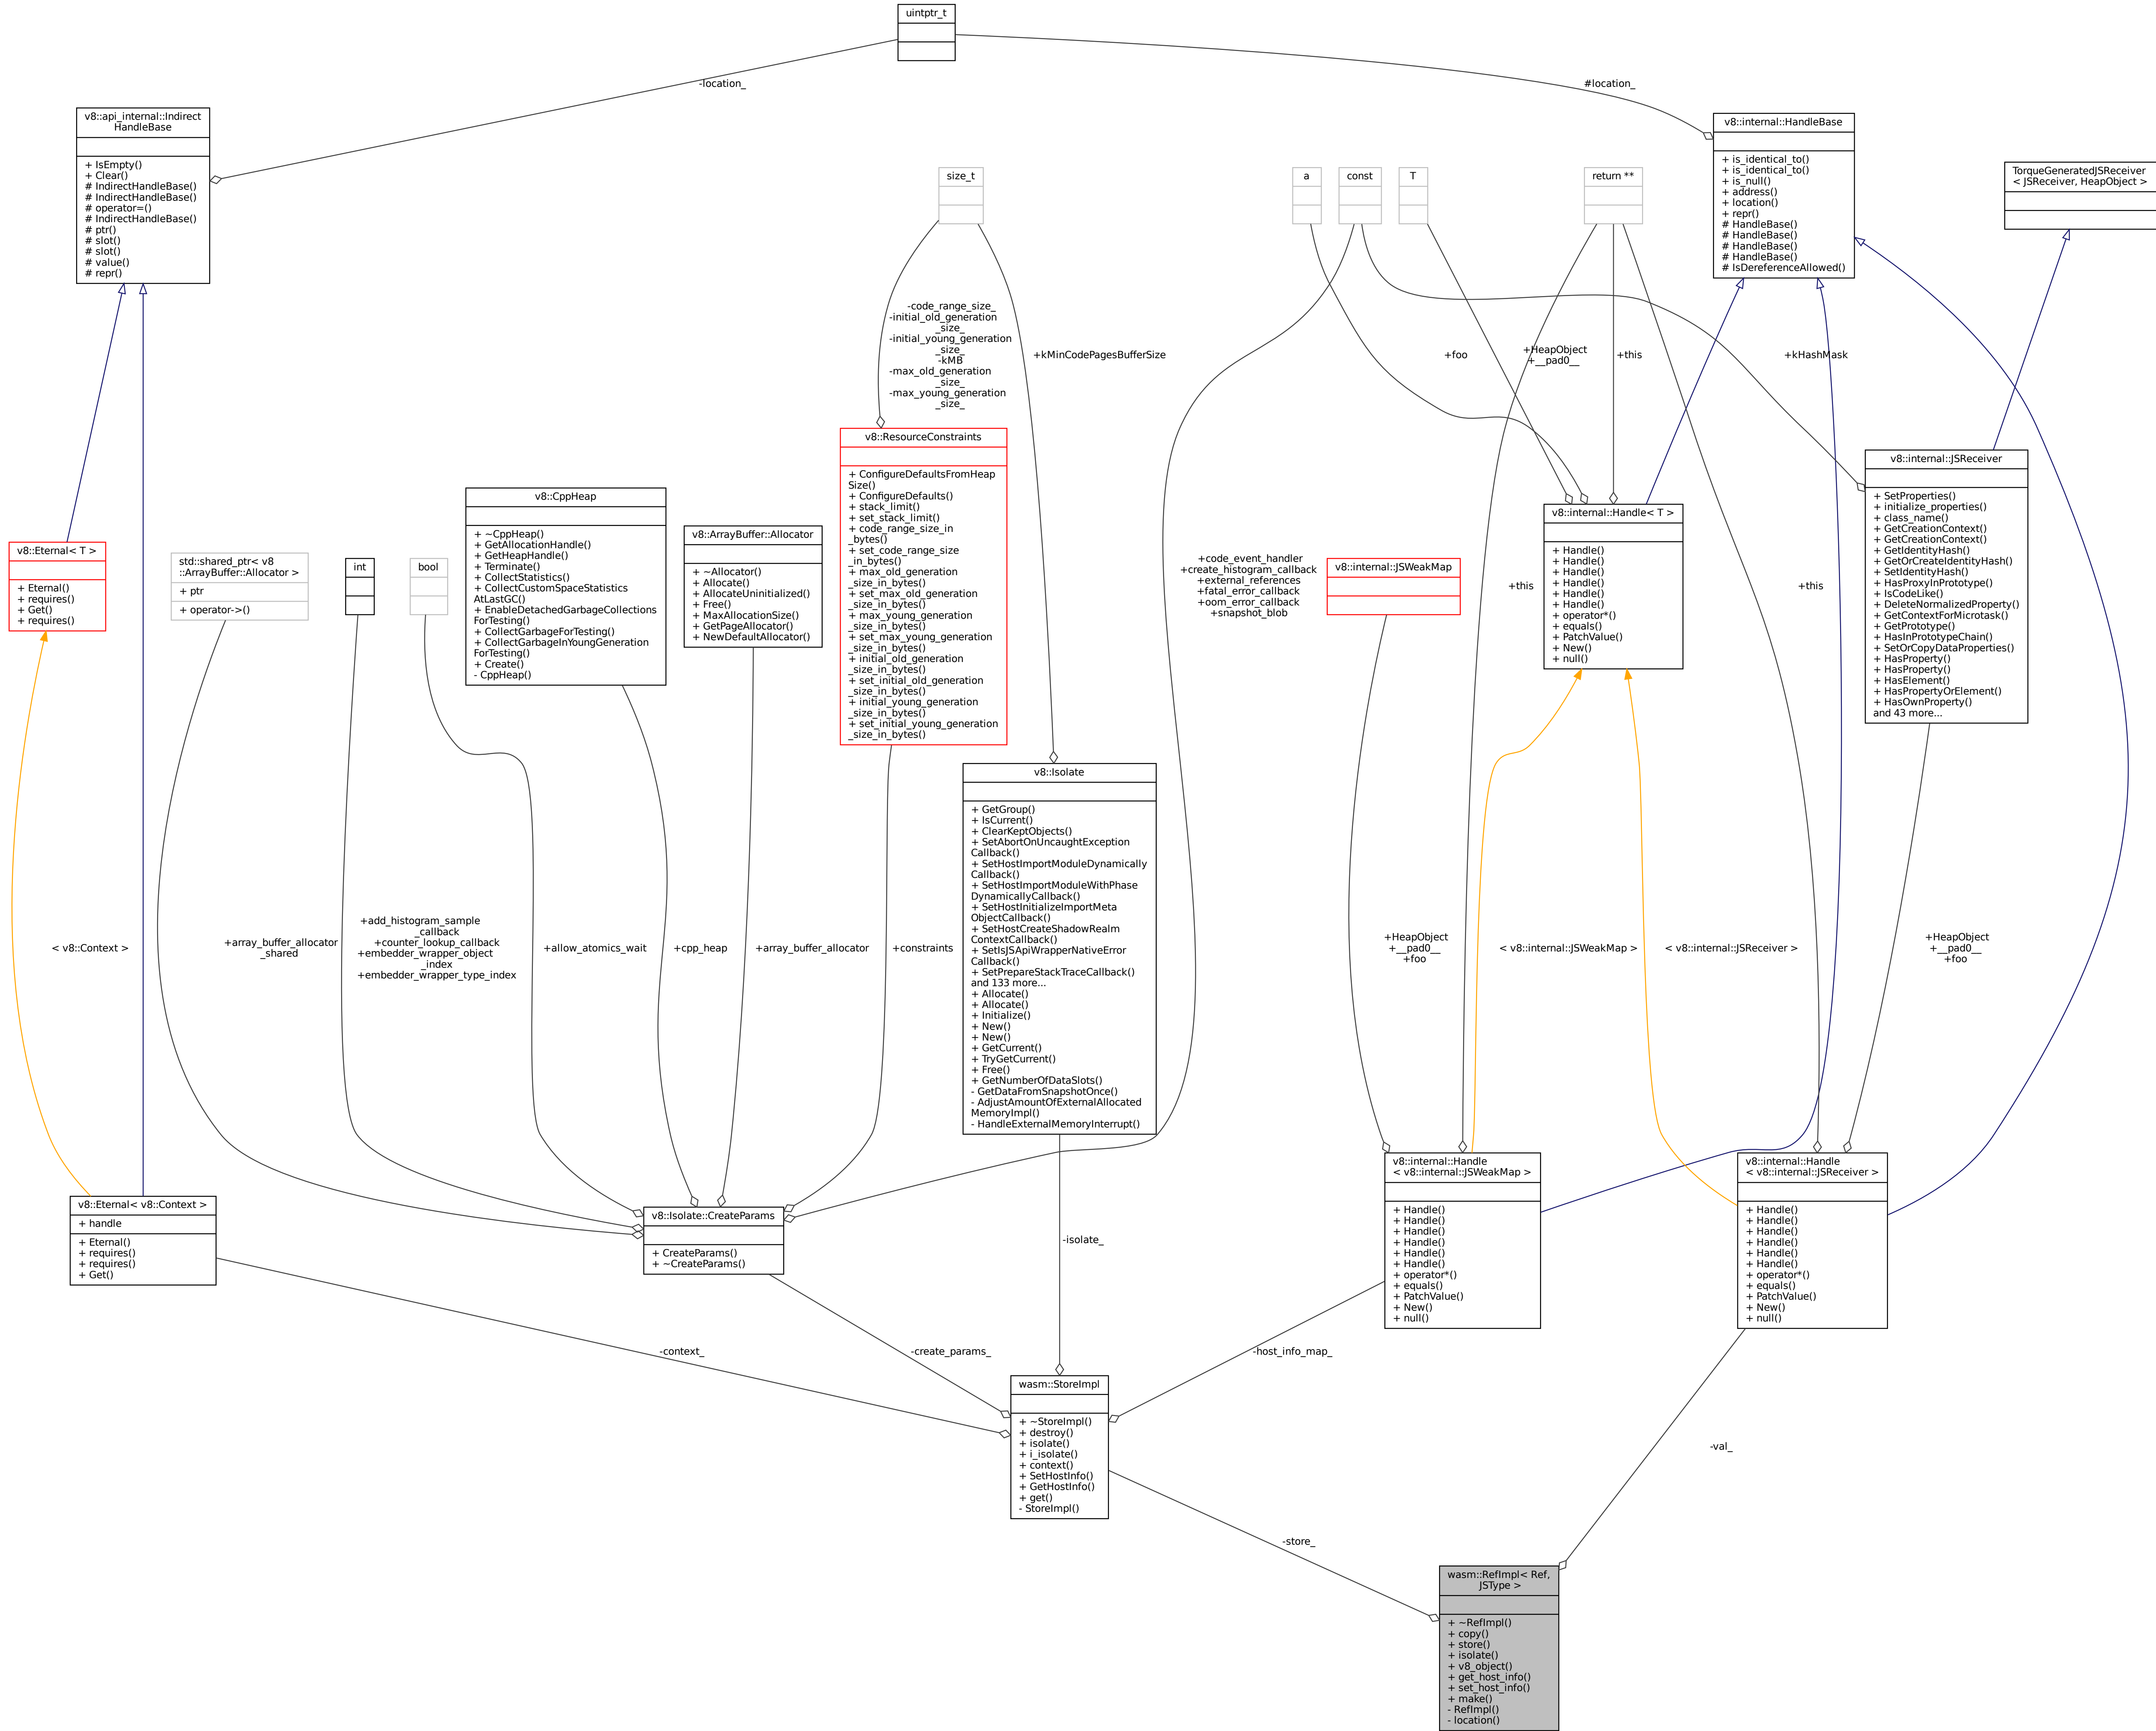 uintptr_t
-location_
#location_
v8::api_internal::Indirect
HandleBase
+ IsEmpty()
+ Clear()
# IndirectHandleBase()
# IndirectHandleBase()
# operator=()
# IndirectHandleBase()
# ptr()
# slot()
# slot()
# value()
# repr()
v8::internal::HandleBase
+ is_identical_to()
+ is_identical_to()
+ is_null()
+ address()
+ location()
+ repr()
# HandleBase()
# HandleBase()
# HandleBase()
# HandleBase()
# IsDereferenceAllowed()
TorqueGeneratedJSReceiver
< JSReceiver, HeapObject >
size_t
a
const
T
return **
-code_range_size_
-initial_old_generation
_size_
-initial_young_generation
_size_
-kMB
-max_old_generation
_size_
-max_young_generation
_size_
+kMinCodePagesBufferSize
+foo
+HeapObject
+__pad0__
+this
+kHashMask
v8::ResourceConstraints
+ ConfigureDefaultsFromHeap
Size()
+ ConfigureDefaults()
+ stack_limit()
+ set_stack_limit()
+ code_range_size_in
_bytes()
+ set_code_range_size
_in_bytes()
+ max_old_generation
_size_in_bytes()
+ set_max_old_generation
_size_in_bytes()
+ max_young_generation
_size_in_bytes()
+ set_max_young_generation
_size_in_bytes()
+ initial_old_generation
_size_in_bytes()
+ set_initial_old_generation
_size_in_bytes()
+ initial_young_generation
_size_in_bytes()
+ set_initial_young_generation
_size_in_bytes()
v8::internal::JSReceiver
+ SetProperties()
+ initialize_properties()
+ class_name()
+ GetCreationContext()
+ GetCreationContext()
+ GetIdentityHash()
+ GetOrCreateIdentityHash()
+ SetIdentityHash()
+ HasProxyInPrototype()
+ IsCodeLike()
+ DeleteNormalizedProperty()
+ GetContextForMicrotask()
+ GetPrototype()
+ HasInPrototypeChain()
+ SetOrCopyDataProperties()
+ HasProperty()
+ HasProperty()
+ HasElement()
+ HasPropertyOrElement()
+ HasOwnProperty()
and 43 more...
v8::CppHeap
+ ~CppHeap()
+ GetAllocationHandle()
+ GetHeapHandle()
+ Terminate()
+ CollectStatistics()
+ CollectCustomSpaceStatistics
AtLastGC()
+ EnableDetachedGarbageCollections
ForTesting()
+ CollectGarbageForTesting()
+ CollectGarbageInYoungGeneration
ForTesting()
+ Create()
- CppHeap()
v8::ArrayBuffer::Allocator
+ ~Allocator()
+ Allocate()
+ AllocateUninitialized()
+ Free()
+ MaxAllocationSize()
+ GetPageAllocator()
+ NewDefaultAllocator()
v8::internal::Handle< T >
+ Handle()
+ Handle()
+ Handle()
+ Handle()
+ Handle()
+ Handle()
+ operator*()
+ equals()
+ PatchValue()
+ New()
+ null()
v8::Eternal< T >
+ Eternal()
+ requires()
+ Get()
+ requires()
std::shared_ptr< v8
::ArrayBuffer::Allocator >
+ ptr
+ operator->()
int
bool
+code_event_handler
+create_histogram_callback
+external_references
+fatal_error_callback
+oom_error_callback
+snapshot_blob
v8::internal::JSWeakMap
+this
+this
v8::Isolate
+ GetGroup()
+ IsCurrent()
+ ClearKeptObjects()
+ SetAbortOnUncaughtException
Callback()
+ SetHostImportModuleDynamically
Callback()
+ SetHostImportModuleWithPhase
DynamicallyCallback()
+ SetHostInitializeImportMeta
ObjectCallback()
+ SetHostCreateShadowRealm
ContextCallback()
+ SetIsJSApiWrapperNativeError
Callback()
+ SetPrepareStackTraceCallback()
and 133 more...
+ Allocate()
+ Allocate()
+ Initialize()
+ New()
+ New()
+ GetCurrent()
+ TryGetCurrent()
+ Free()
+ GetNumberOfDataSlots()
- GetDataFromSnapshotOnce()
- AdjustAmountOfExternalAllocated
MemoryImpl()
- HandleExternalMemoryInterrupt()
< v8::Context >
+array_buffer_allocator
_shared
+add_histogram_sample
_callback
+counter_lookup_callback
+embedder_wrapper_object
_index
+embedder_wrapper_type_index
+allow_atomics_wait
+cpp_heap
+array_buffer_allocator
+constraints
+HeapObject
+__pad0__
+foo
< v8::internal::JSWeakMap >
< v8::internal::JSReceiver >
+HeapObject
+__pad0__
+foo
v8::Eternal< v8::Context >
+ handle
+ Eternal()
+ requires()
+ requires()
+ Get()
v8::Isolate::CreateParams
+ CreateParams()
+ ~CreateParams()
-isolate_
v8::internal::Handle
< v8::internal::JSWeakMap >
+ Handle()
+ Handle()
+ Handle()
+ Handle()
+ Handle()
+ Handle()
+ operator*()
+ equals()
+ PatchValue()
+ New()
+ null()
v8::internal::Handle
< v8::internal::JSReceiver >
+ Handle()
+ Handle()
+ Handle()
+ Handle()
+ Handle()
+ Handle()
+ operator*()
+ equals()
+ PatchValue()
+ New()
+ null()
-context_
-create_params_
-host_info_map_
wasm::StoreImpl
+ ~StoreImpl()
+ destroy()
+ isolate()
+ i_isolate()
+ context()
+ SetHostInfo()
+ GetHostInfo()
+ get()
- StoreImpl()
-val_
-store_
wasm::RefImpl< Ref,
JSType >
+ ~RefImpl()
+ copy()
+ store()
+ isolate()
+ v8_object()
+ get_host_info()
+ set_host_info()
+ make()
- RefImpl()
- location()